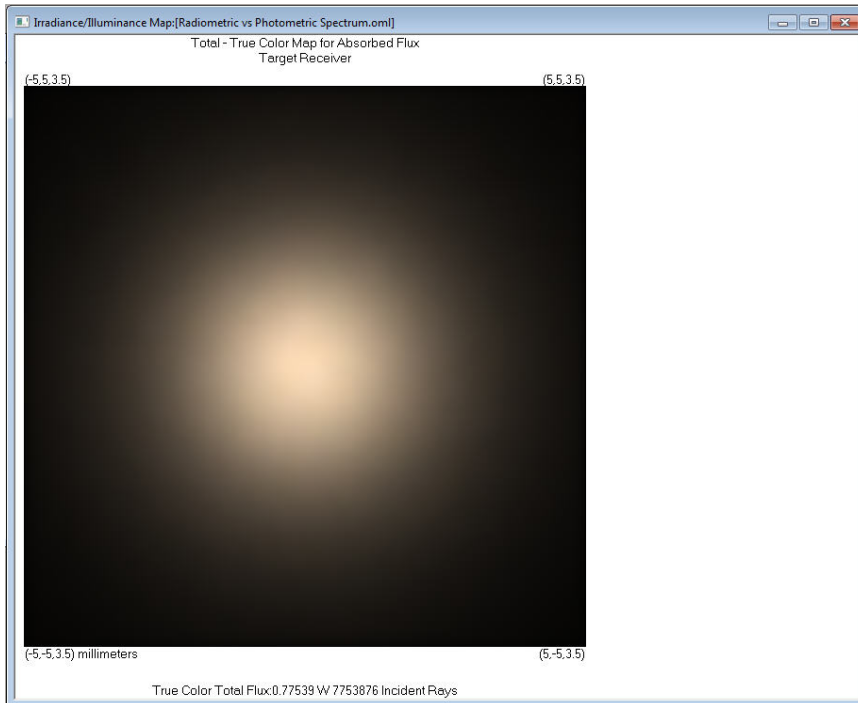 Irradiance/Illuminance Map:[Radiometric vs Photometric Spectrum.oml]
Total - True Color Map for Absorbed Flux
Target Receiver
(-5,5,3.5) (5,5,3.5)
(-5,-5,3.5) millimeters (5,-5,3.5)
True Color Total Flux:0.77539 W 7753876 Incident Rays